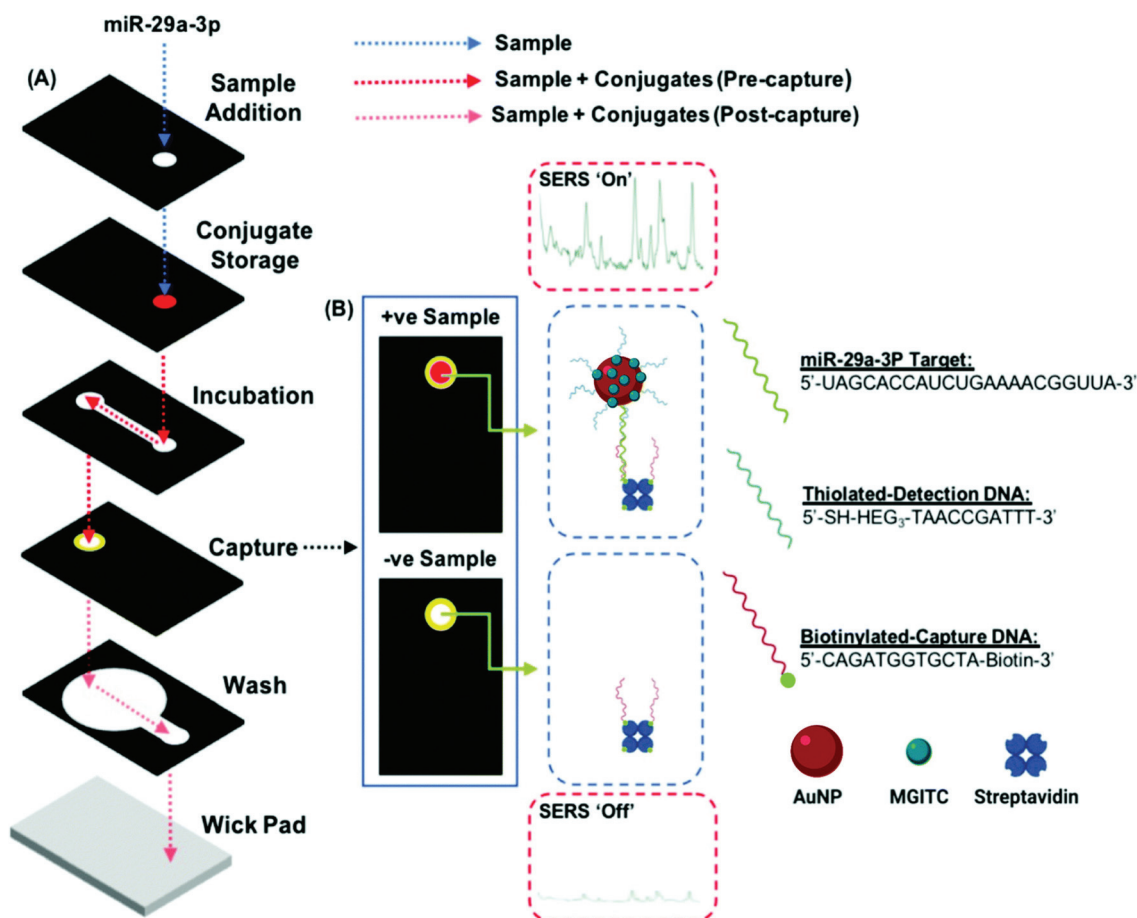 miR-29a-3p
Sample
Sample + Conjugates (Pre-capture)
Sample + Conjugates (Post-capture)
(A)
Sample
Addition
Conjugate
Storage
Incubation
Capture
Wash
Wick Pad
(B)
+ve Sample
-ve Sample
SERS ‘On’
SERS ‘Off’
miR-29a-3P Target:
5’-UAGCACCAUCUGAAAACGGUUA-3’
Thiolated-Detection DNA:
5’-SH-HEG₃-TAACCGATTT-3’
Biotinylated-Capture DNA:
5’-CAGATGGTGCTA-Biotin-3’
AuNP
MGITC
Streptavidin